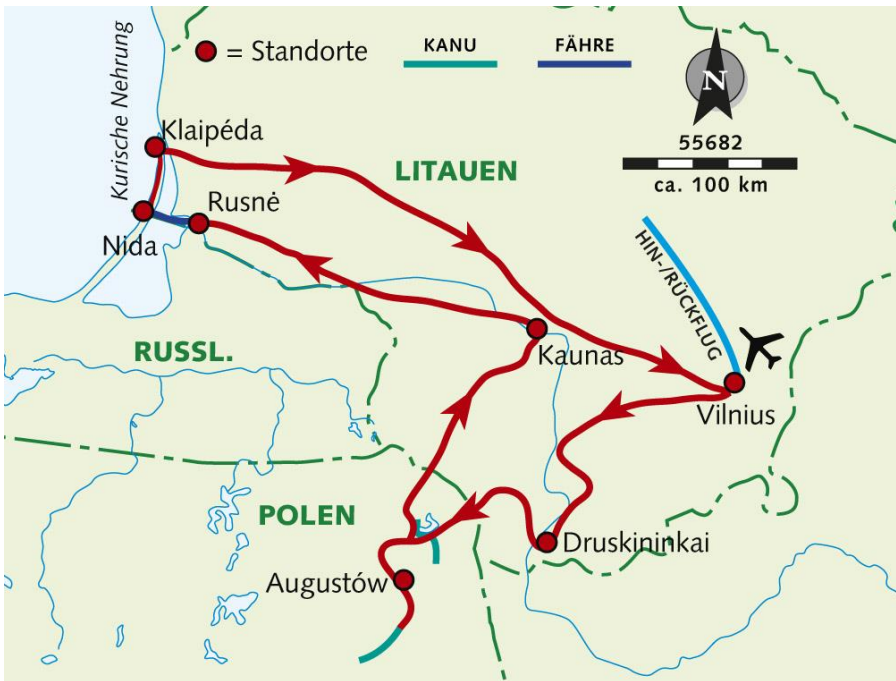 Kurische Nehrung
= Standorte
KANU
FÄHRE
N
55682
ca. 100 km
Klaipéda
LITAUEN
Rusnė
Nida
HIN-/RÜCKFLUG
RUSSL.
Kaunas
Vilnius
POLEN
Druskininkai
Augustów